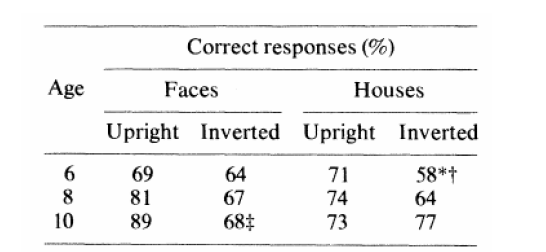 Correct responses (%)
Age Faces Houses
Upright Inverted Upright Inverted
6 69 64 71 58*†
8 81 67 74 64
10 89 68‡ 73 77